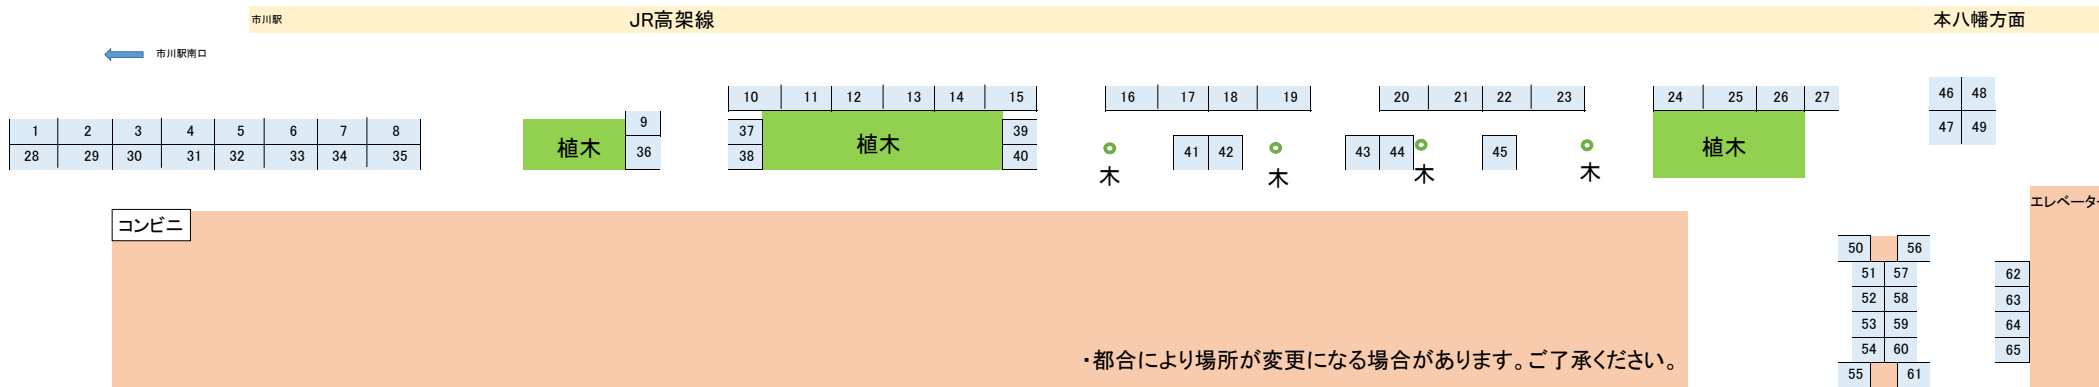 市川駅 JR高架線 本八幡方面
市川駅南口
10 11 12 13 14 15 16 17 18 19 20 21 22 23 24 25 26 27 46 48
1 2 3 4 5 6 7 8 植木 9 37 植木 39 植木 47 49
28 29 30 31 32 33 34 35 36 38 40 41 42 43 44 45
木 木 木 木
コンビニ エレベーター
50 56
51 57 62
52 58 63
53 59 64
54 60 65
・都合により場所が変更になる場合があります。ご了承ください。
55 61